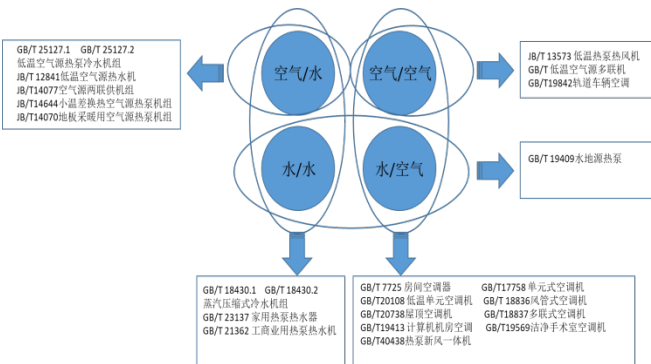 GB/T 25127.1 GB/T 25127.2
低温空气源热泵冷水机组
JB/T 12841低温空气源热水机
JB/T14077空气源两联供机组
JB/T14644小温差换热空气源热泵机组
JB/T14070地板采暖用空气源热泵机组
空气/水
空气/空气
JB/T 13573 低温热泵热风机
GB/T 低温空气源多联机
GB/T19842轨道车辆空调
水/水
水/空气
GB/T 19409水地源热泵
GB/T 18430.1 GB/T 18430.2
蒸汽压缩式冷水机组
GB/T 23137 家用热泵热水器
GB/T 21362 工商业用热泵热水机
GB/T 7725 房间空调器 GB/T17758 单元式空调机
GB/T20108 低温单元空调机 GB/T 18836风管式空调机
GB/T20738屋顶空调机 GB/T18837多联式空调机
GB/T19413 计算机机房空调 GB/T19569洁净手术室空调机
GB/T40438热泵新风一体机